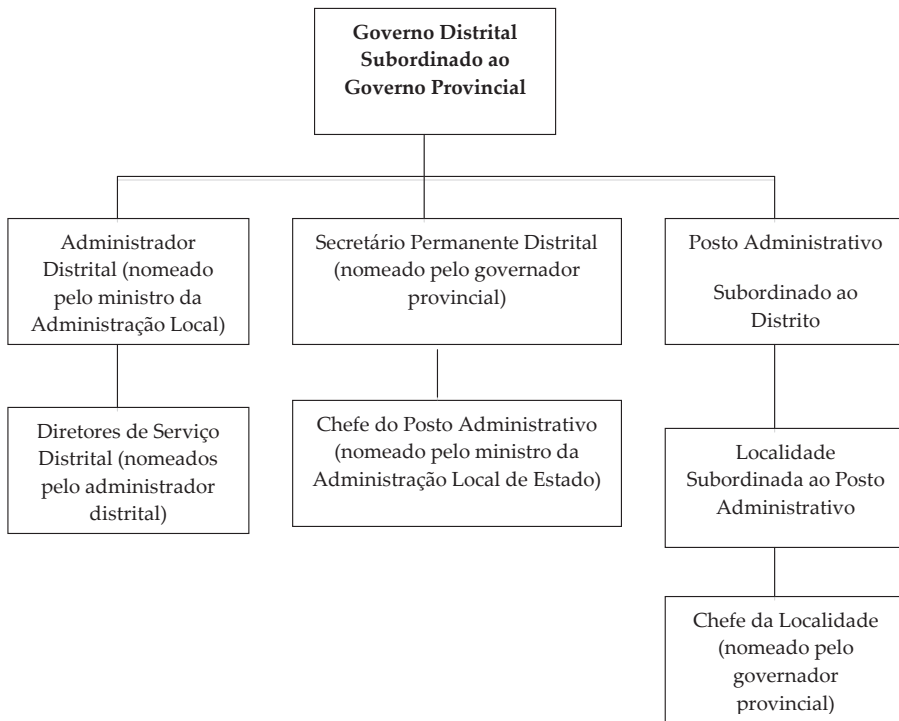 Governo Distrital
Subordinado ao
Governo Provincial
Administrador
Distrital (nomeado
pelo ministro da
Administração Local)
Secretário Permanente Distrital
(nomeado pelo governador
provincial)
Posto Administrativo
Subordinado ao
Distrito
Diretores de Serviço
Distrital (nomeados
pelo administrador
distrital)
Chefe do Posto Administrativo
(nomeado pelo ministro da
Administração Local de Estado)
Localidade
Subordinada ao Posto
Administrativo
Chefe da Localidade
(nomeado pelo
governador
provincial)